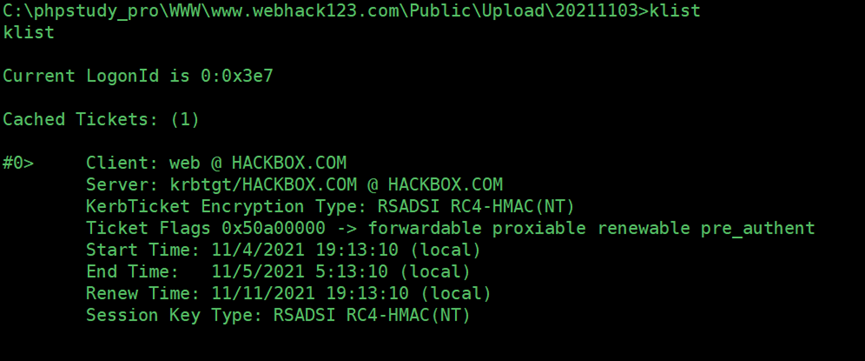 C:\phpstudy_pro\WWW\www.webhack123.com\Public\Upload\20211103>klist
klist
Current LogonId is 0:0x3e7
Cached Tickets: (1)
#0> Client: web @ HACKBOX.COM
Server: krbtgt/HACKBOX.COM @ HACKBOX.COM
KerbTicket Encryption Type: RSADSI RC4-HMAC(NT)
Ticket Flags 0x50a00000 -> forwardable proxiable renewable pre_authent
Start Time: 11/4/2021 19:13:10 (local)
End Time: 11/5/2021 5:13:10 (local)
Renew Time: 11/11/2021 19:13:10 (local)
Session Key Type: RSADSI RC4-HMAC(NT)